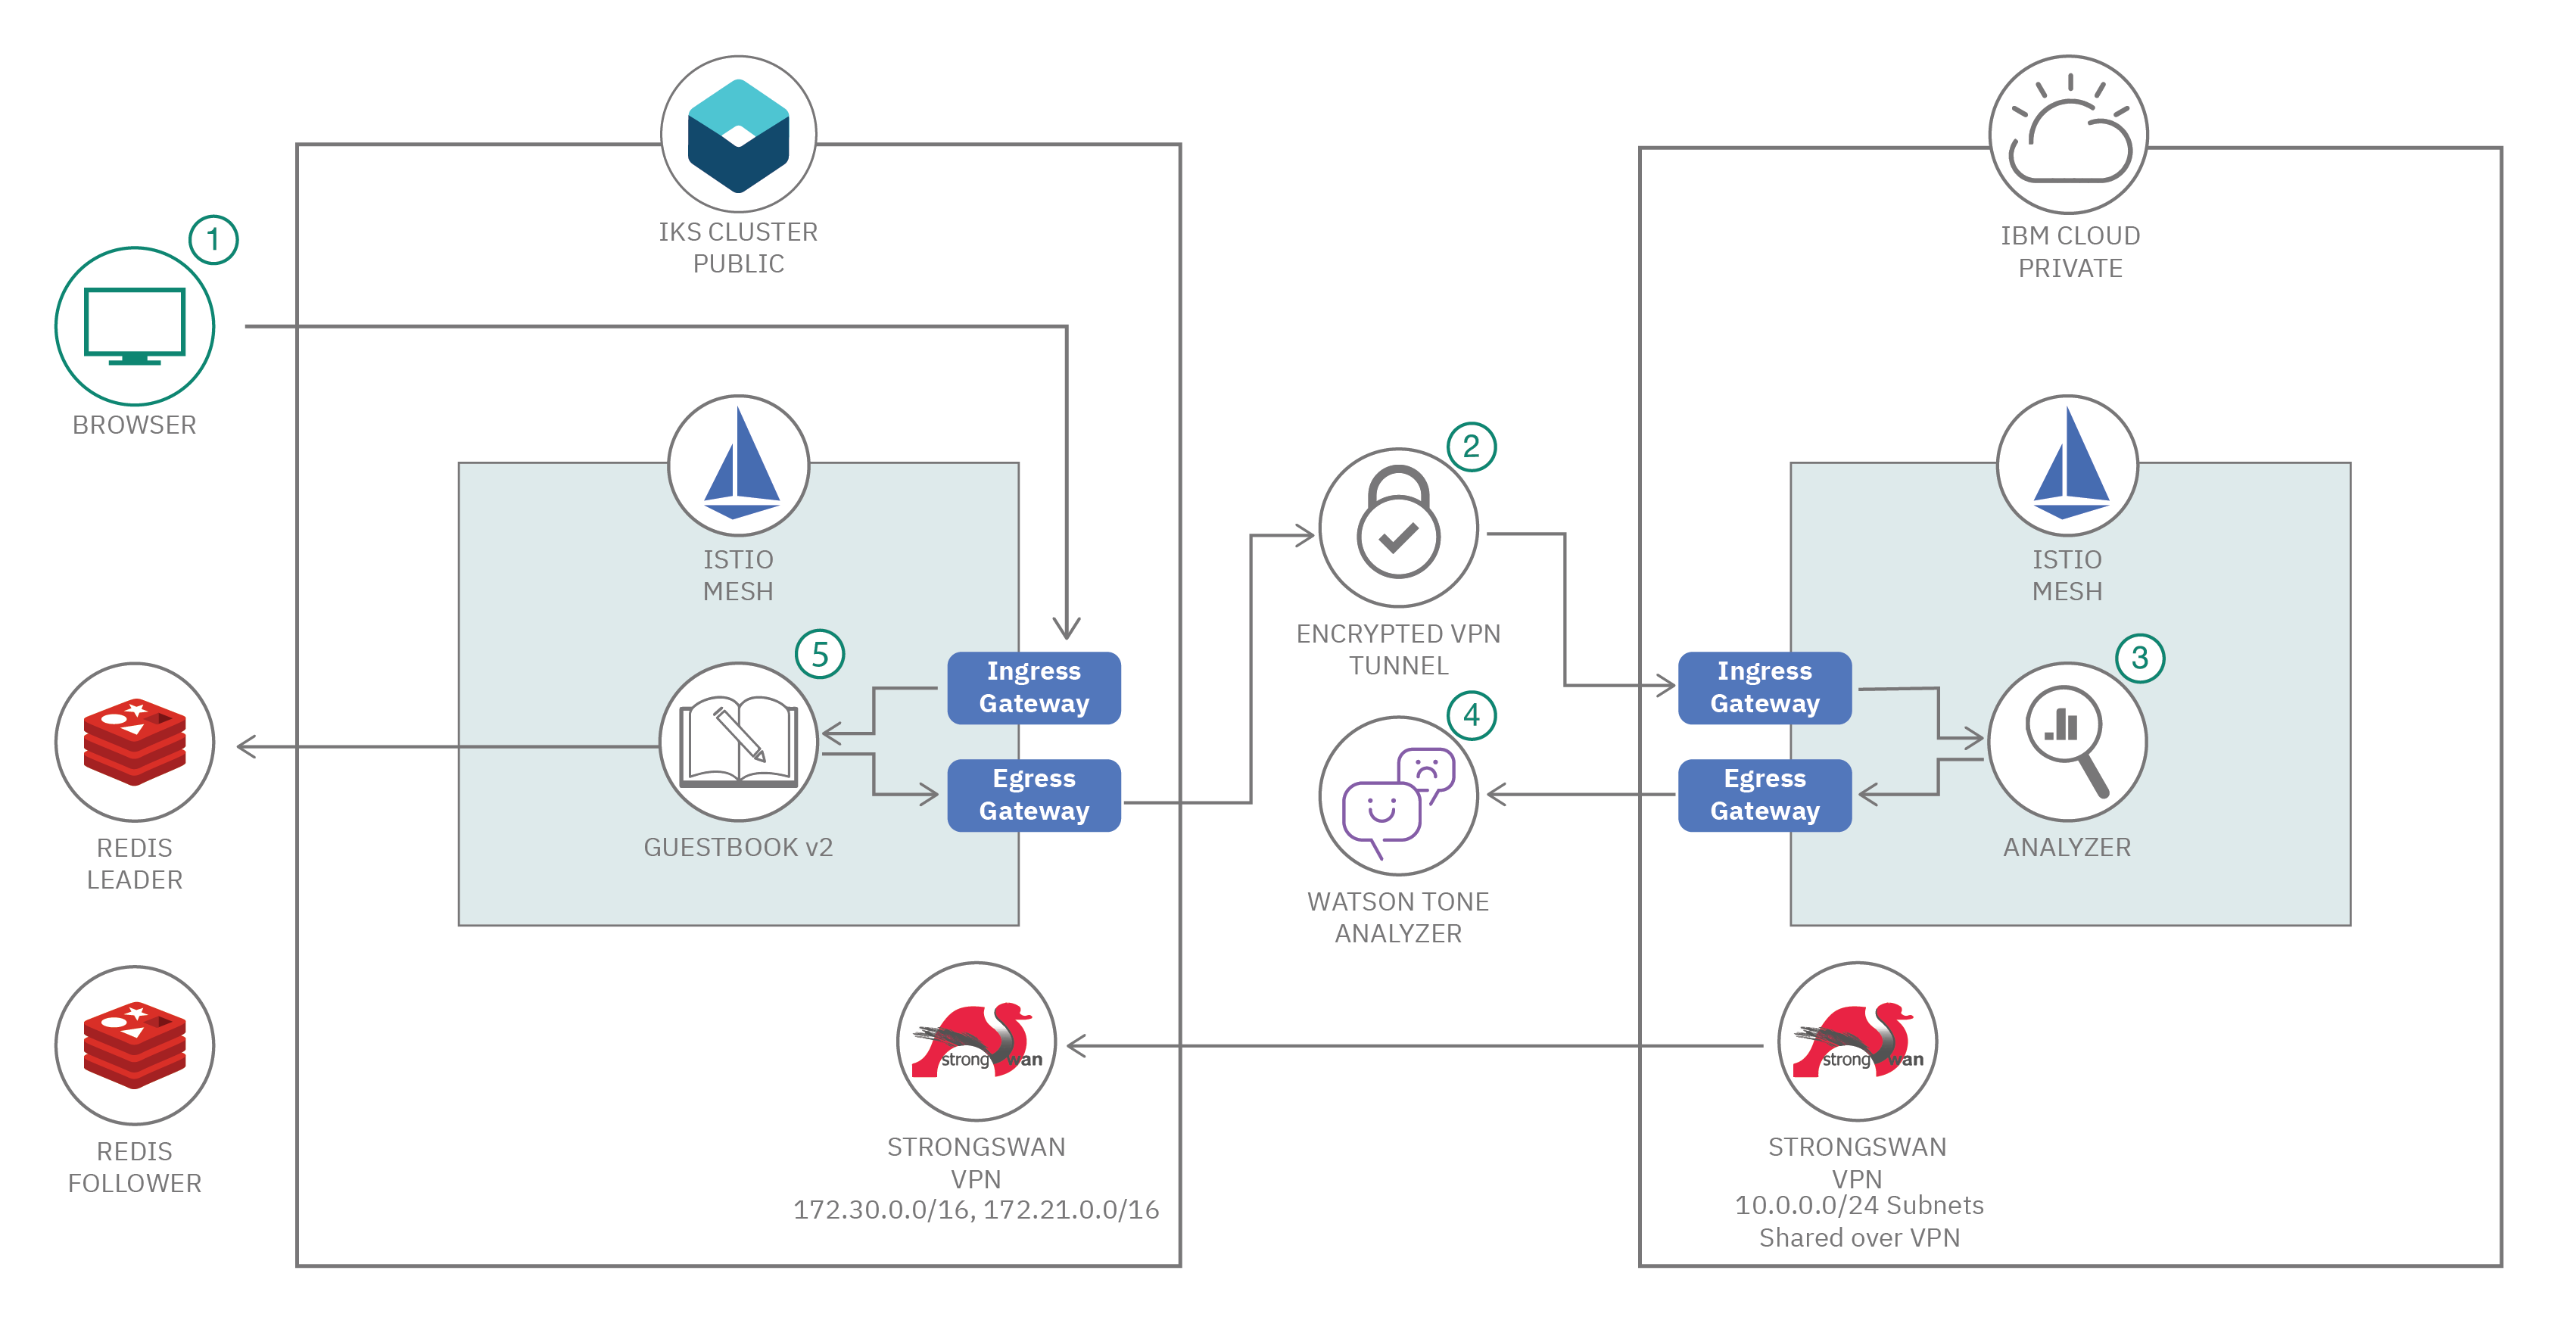 IKS CLUSTER
PUBLIC
IBM CLOUD
PRIVATE
1
BROWSER
ISTIO
MESH
2
ENCRYPTED VPN
TUNNEL
ISTIO
MESH
5
Ingress
Gateway
Ingress
Gateway
3
4
Egress
Gateway
Egress
Gateway
REDIS
LEADER
GUESTBOOK v2
WATSON TONE
ANALYZER
ANALYZER
REDIS
FOLLOWER
strongswan
STRONGSWAN
VPN
172.30.0.0/16, 172.21.0.0/16
strongswan
STRONGSWAN
VPN
10.0.0.0/24 Subnets
Shared over VPN